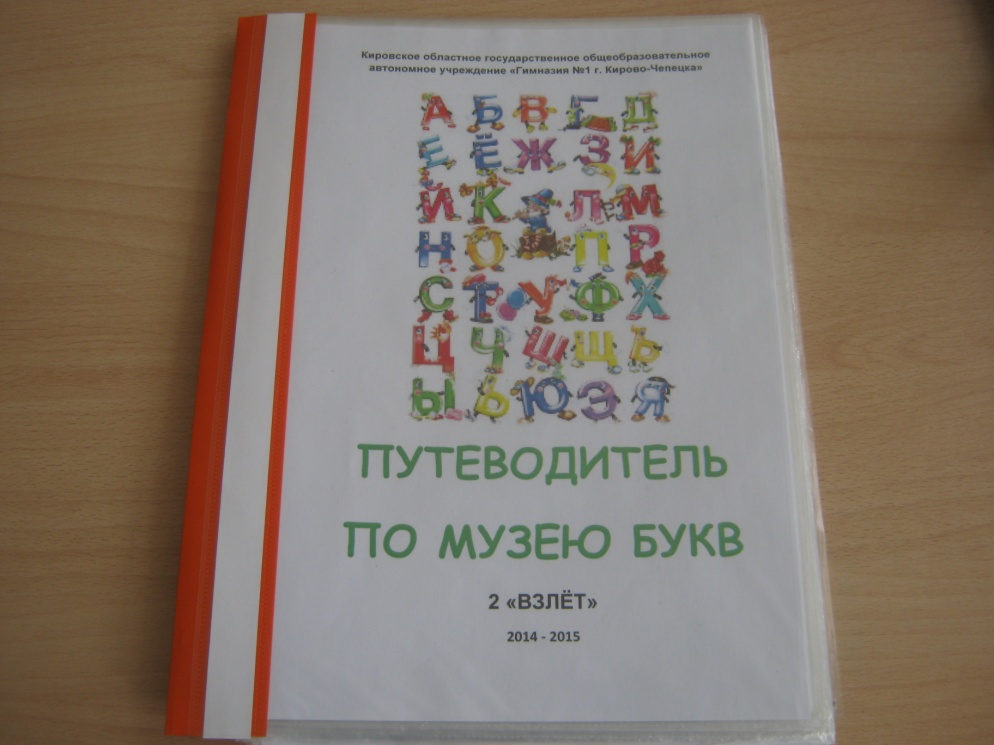 Кировское областное государственное общеобразовательное
автономное учреждение «Гимназия №1 г. Кирово-Чепецка»
А Б В Г Д
Е Ё Ж З И
Й К Л М
Н О П Р
С Т У Ф Х
Ц Ч Ш Щ Ъ
Ы Ь Ю Э Я
ПУТЕВОДИТЕЛЬ
ПО МУЗЕЮ БУКВ
2 «ВЗЛЁТ»
2014 - 2015